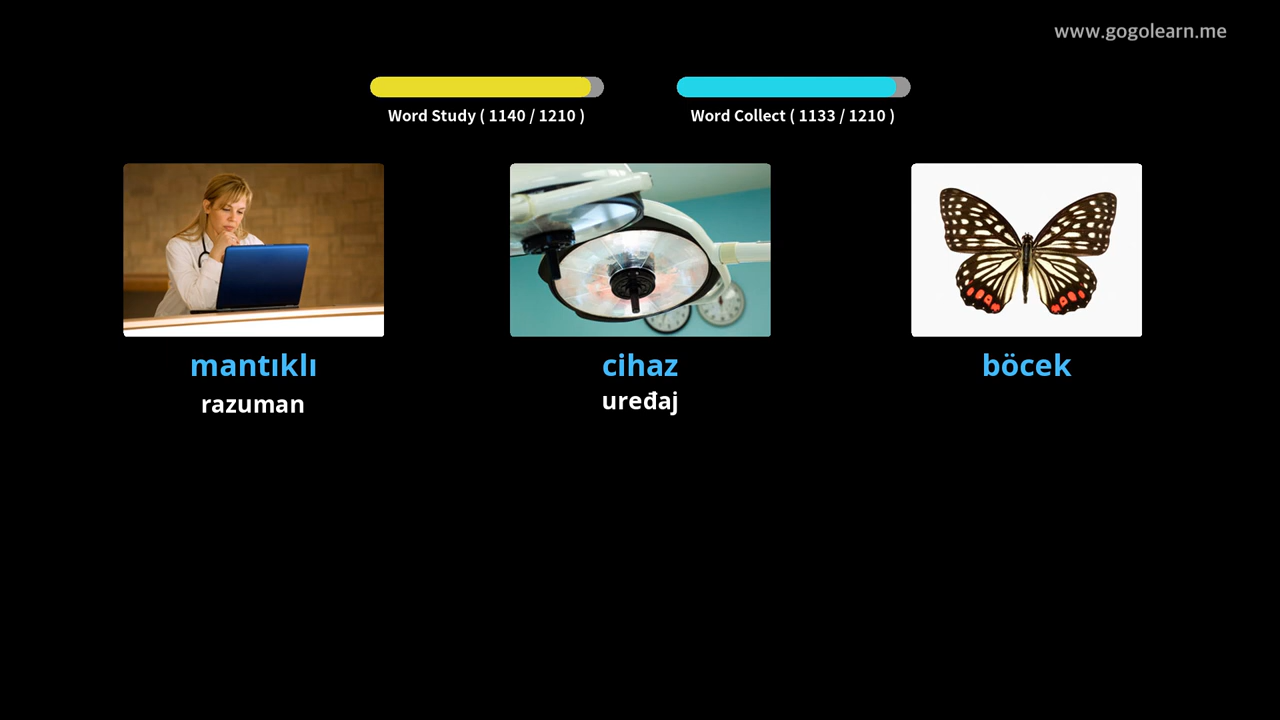 www.gogolearn.me
Word Study ( 1140 / 1210 )
Word Collect ( 1133 / 1210 )
mantıklı
razuman
cihaz
uređaj
böcek